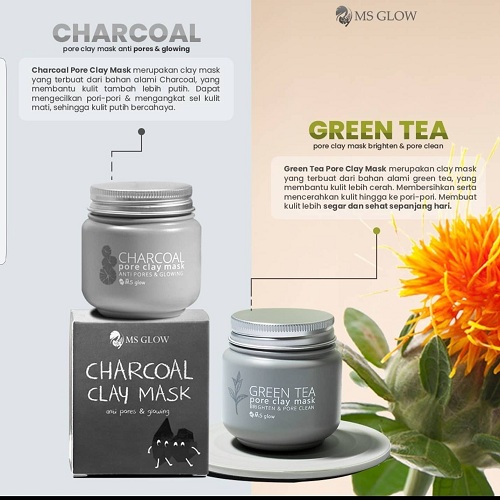 CHARCOAL
pore clay mask anti pores & glowing
Charcoal Pore Clay Mask merupakan clay mask
yang terbuat dari bahan alami Charcoal, yang
membantu kulit tambah lebih putih. Dapat
mengecilkan pori-pori & mengangkat sel kulit
mati, sehingga kulit putih bercahaya.
MS GLOW
GREEN TEA
pore clay mask brighten & pore clean
Green Tea Pore Clay Mask merupakan clay mask
yang terbuat dari bahan alami green tea, yang
membantu kulit lebih cerah. Membersihkan serta
mencerahkan kulit hingga ke pori-pori. Membuat
kulit lebih segar dan sehat sepanjang hari.
CHARCOAL
pore clay mask
ANTI PORES & GLOWING
MS glow
MS GLOW
CHARCOAL
CLAY MASK
anti pores & glowing
GREEN TEA
pore clay mask
BRIGHTEN & PORE CLEAN
MS glow